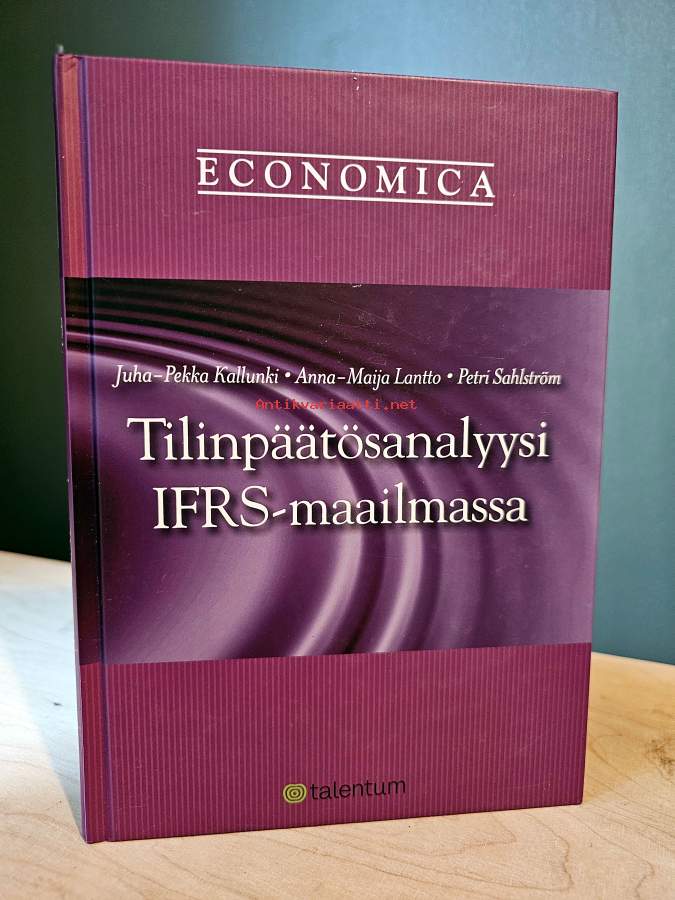 ECONOMICA
Juha-Pekka Kallunki • Anna-Maija Lantto • Petri Sahlström
Antikvariaatti.net
Tilinpäätösanalyysi
IFRS-maailmassa
talentum